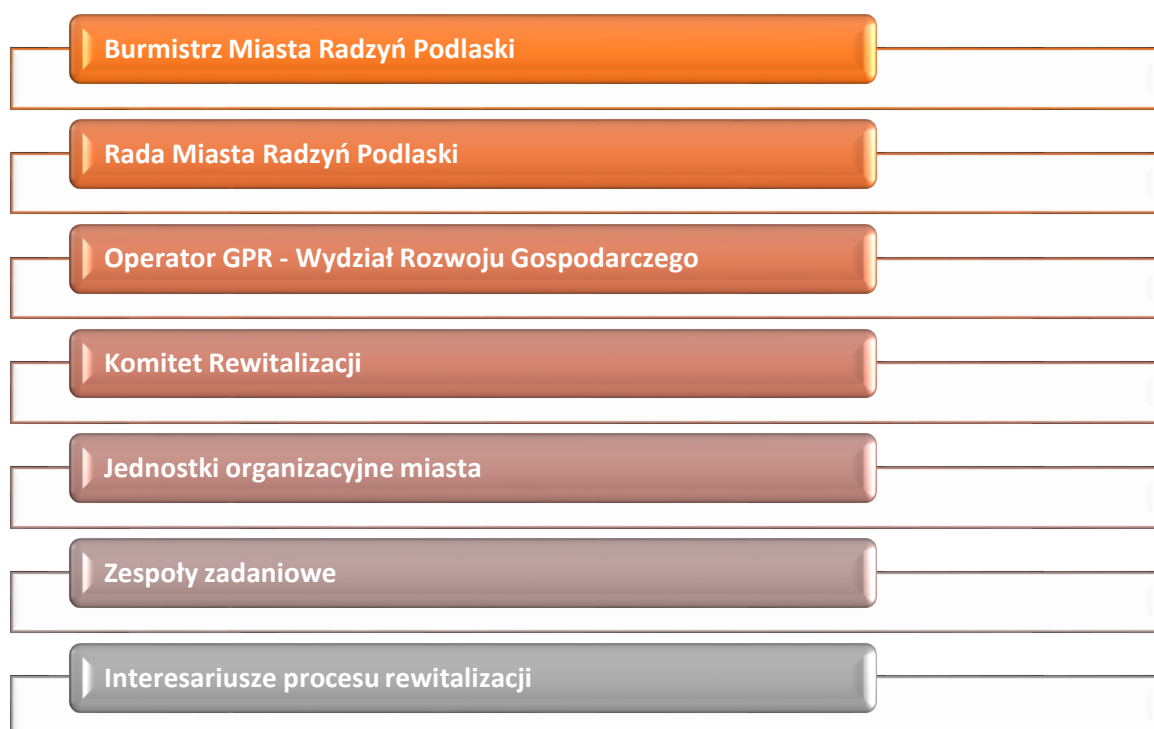 Burmistrz Miasta Radzyń Podlaski
Rada Miasta Radzyń Podlaski
Operator GPR - Wydział Rozwoju Gospodarczego
Komitet Rewitalizacji
Jednostki organizacyjne miasta
Zespoły zadaniowe
Interesariusze procesu rewitalizacji